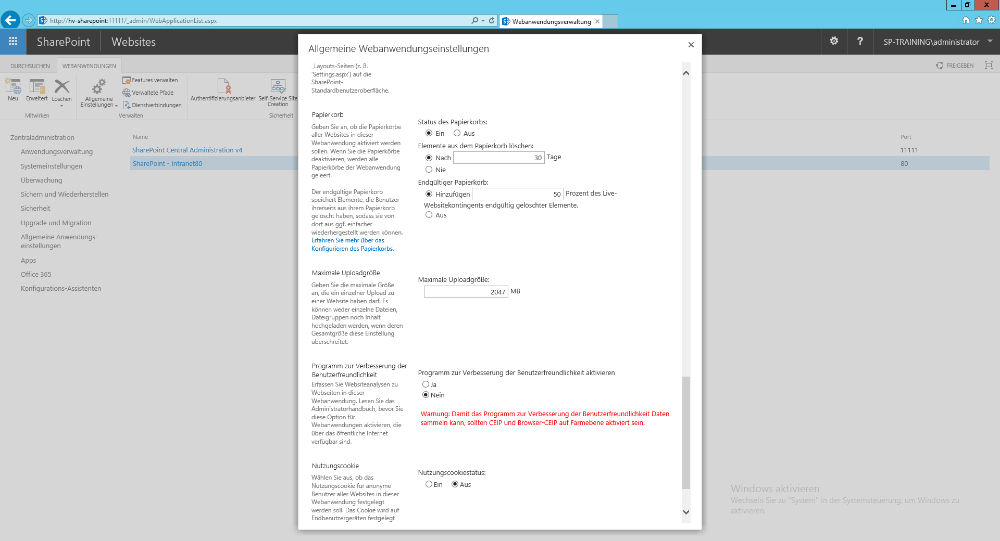 http://hv-sharepoint:11111/_admin/WebApplicationList.aspx
Webanwendungsverwaltung
SharePoint
Websites
?
SP-TRAINING\administrator
DURCHSUCHEN
WEBANWENDUNGEN
FREIGEBEN
Neu
Erweitert
Löschen
Mitwirken
Allgemeine
Einstellungen
Features verwalten
Verwaltete Pfade
Dienstverbindungen
Verwalten
Authentifizierungsanbieter
Self-Service Site
Creation
Sicherheit
Zentraladministration
Anwendungsverwaltung
Systemeinstellungen
Überwachung
Sichern und Wiederherstellen
Sicherheit
Upgrade und Migration
Allgemeine Anwendungs-
einstellungen
Apps
Office 365
Konfigurations-Assistenten
Name
Port
SharePoint Central Administration v4
11111
SharePoint - Intranet80
80
Allgemeine Webanwendungseinstellungen
_Layouts-Seiten (z. B.
'Settings.aspx') auf die
SharePoint-
Standardbenutzeroberfläche.
Papierkorb
Geben Sie an, ob die Papierkörbe
aller Websites in dieser
Webanwendung aktiviert werden
sollen. Wenn Sie die Papierkörbe
deaktivieren, werden alle
Papierkörbe der Webanwendung
geleert.
Der endgültige Papierkorb
speichert Elemente, die Benutzer
ihrerseits aus ihrem Papierkorb
gelöscht haben, sodass sie von
dort aus ggf. einfacher
wiederhergestellt werden können.
Erfahren Sie mehr über das
Konfigurieren des Papierkorbs.
Status des Papierkorbs:
Ein
Aus
Elemente aus dem Papierkorb löschen:
Nach 30 Tage
Nie
Endgültiger Papierkorb:
Hinzufügen 50 Prozent des Live-
Websitekontingents endgültig gelöschter Elemente.
Aus
Maximale Uploadgröße
Geben Sie die maximale Größe
an, die ein einzelner Upload zu
einer Website haben darf. Es
können weder einzelne Dateien,
Dateigruppen noch Inhalt
hochgeladen werden, wenn deren
Gesamtgröße diese Einstellung
überschreitet.
Maximale Uploadgröße:
2047 MB
Programm zur Verbesserung der
Benutzerfreundlichkeit
Erfassen Sie Websiteanalysen zu
Webseiten in dieser
Webanwendung. Lesen Sie das
Administratorhandbuch, bevor Sie
diese Option für
Webanwendungen aktivieren, die
über das öffentliche Internet
verfügbar sind.
Programm zur Verbesserung der Benutzerfreundlichkeit aktivieren
Ja
Nein
Warnung: Damit das Programm zur Verbesserung der Benutzerfreundlichkeit Daten
sammeln kann, sollten CEIP und Browser-CEIP auf Farmebene aktiviert sein.
Nutzungscookie
Wählen Sie aus, ob das
Nutzungscookie für anonyme
Benutzer aller Websites in dieser
Webanwendung festgelegt
werden soll. Das Cookie wird auf
Endbenutzergeräten festgelegt
Nutzungscookiestatus:
Ein
Aus
Windows aktivieren
Wechseln Sie zu "System" in der Systemsteuerung, um Windows zu
aktivieren.